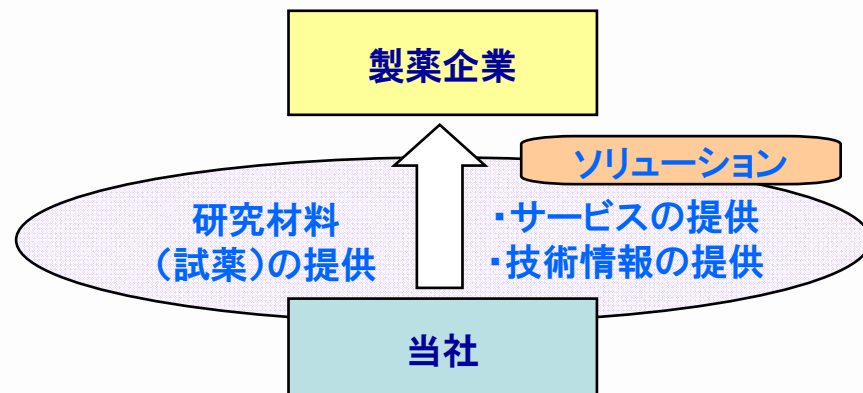 製薬企業
ソリューション
研究材料
（試薬）の提供
・サービスの提供
・技術情報の提供
当社